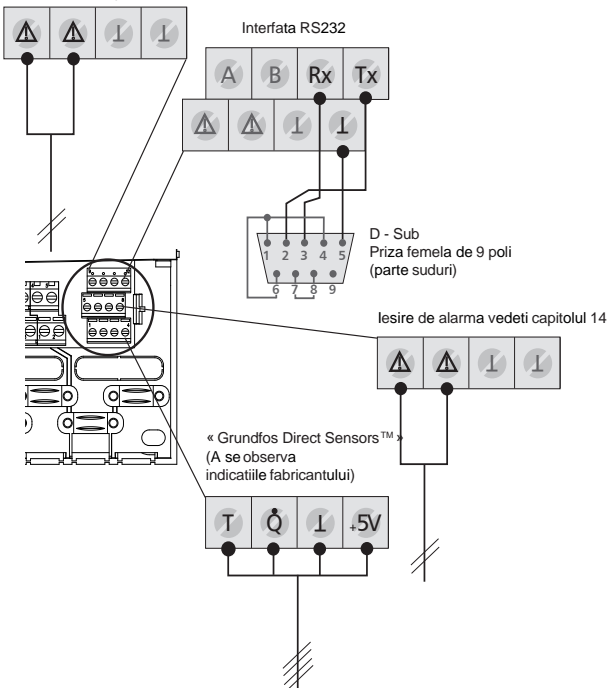 Interfata RS232
A B Rx Tx
D - Sub
Priza femela de 9 poli
(parte suduri)
1 2 3 4 5
6 7 8 9
Iesire de alarma vedeti capitolul 14
« Grundfos Direct Sensors™ »
(A se observa
indicatiile fabricantului)
T Q̇ ⊥ +5V